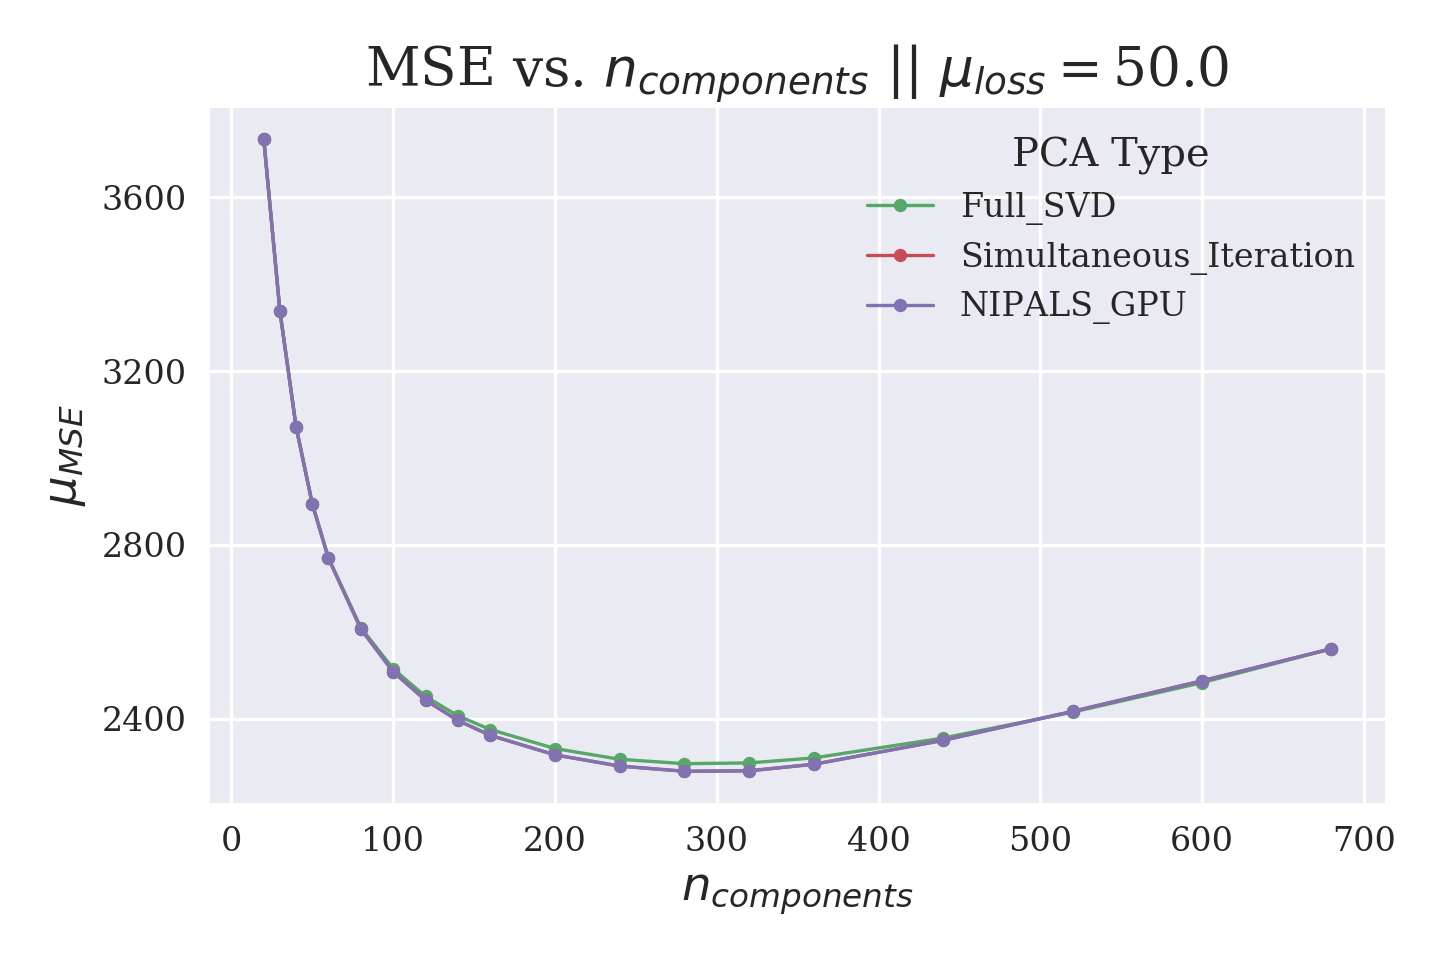 MSE vs. n_components || μ_loss = 50.0
PCA Type
Full_SVD
Simultaneous_Iteration
NIPALS_GPU
μ_MSE
3600
3200
2800
2400
0 100 200 300 400 500 600 700
n_components